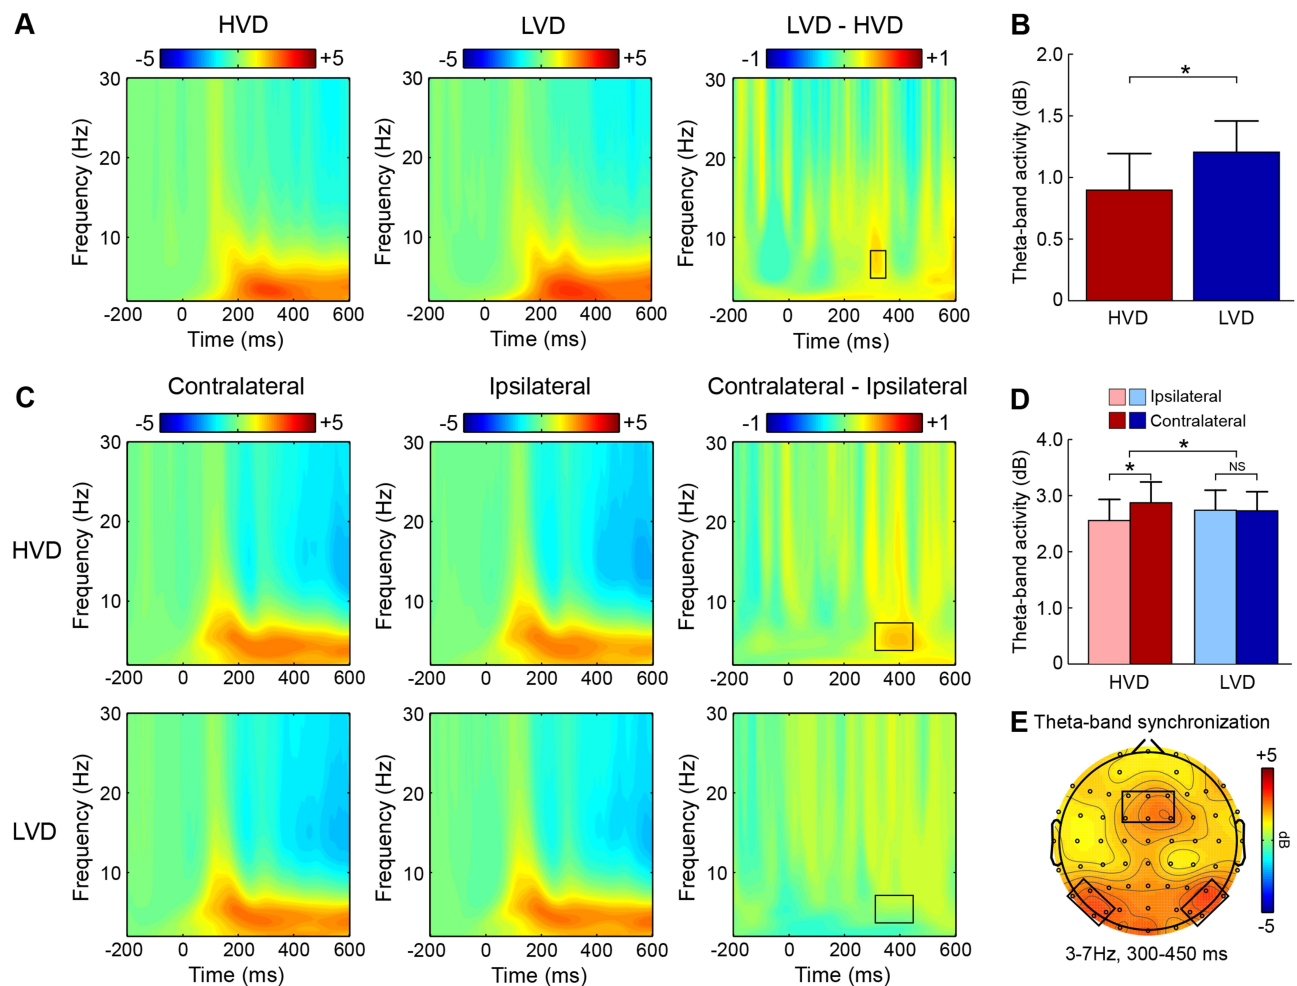 A
HVD
LVD
LVD - HVD
-5 +5
-5 +5
-1 +1
Frequency (Hz)
30
20
10
-200 0 200 400 600
Time (ms)
Frequency (Hz)
30
20
10
-200 0 200 400 600
Time (ms)
Frequency (Hz)
30
20
10
-200 0 200 400 600
Time (ms)
B
Theta-band activity (dB)
2.0
1.5
1.0
0.5
0
*
HVD LVD
C
Contralateral
Ipsilateral
Contralateral - Ipsilateral
-5 +5
-5 +5
-1 +1
HVD
Frequency (Hz)
30
20
10
-200 0 200 400 600
Frequency (Hz)
30
20
10
-200 0 200 400 600
Frequency (Hz)
30
20
10
-200 0 200 400 600
LVD
Frequency (Hz)
30
20
10
-200 0 200 400 600
Time (ms)
Frequency (Hz)
30
20
10
-200 0 200 400 600
Time (ms)
Frequency (Hz)
30
20
10
-200 0 200 400 600
Time (ms)
D
Ipsilateral
Contralateral
Theta-band activity (dB)
4.0
3.0
2.0
1.0
0
*
*
NS
HVD LVD
E
Theta-band synchronization
+5
dB
-5
3-7Hz, 300-450 ms